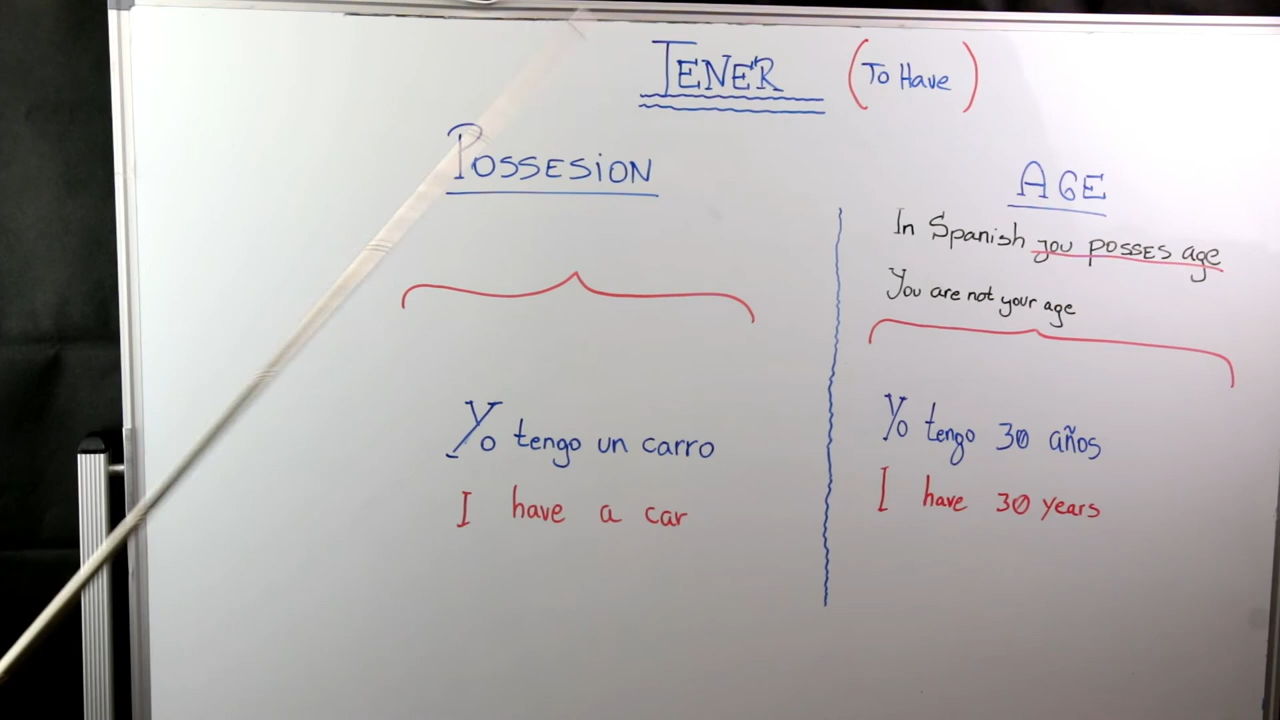 TENER (To Have)
POSSESiON
AGE
In Spanish you posses age
You are not your age
Yo tengo un carro
I have a car
Yo tengo 30 años
I have 30 years